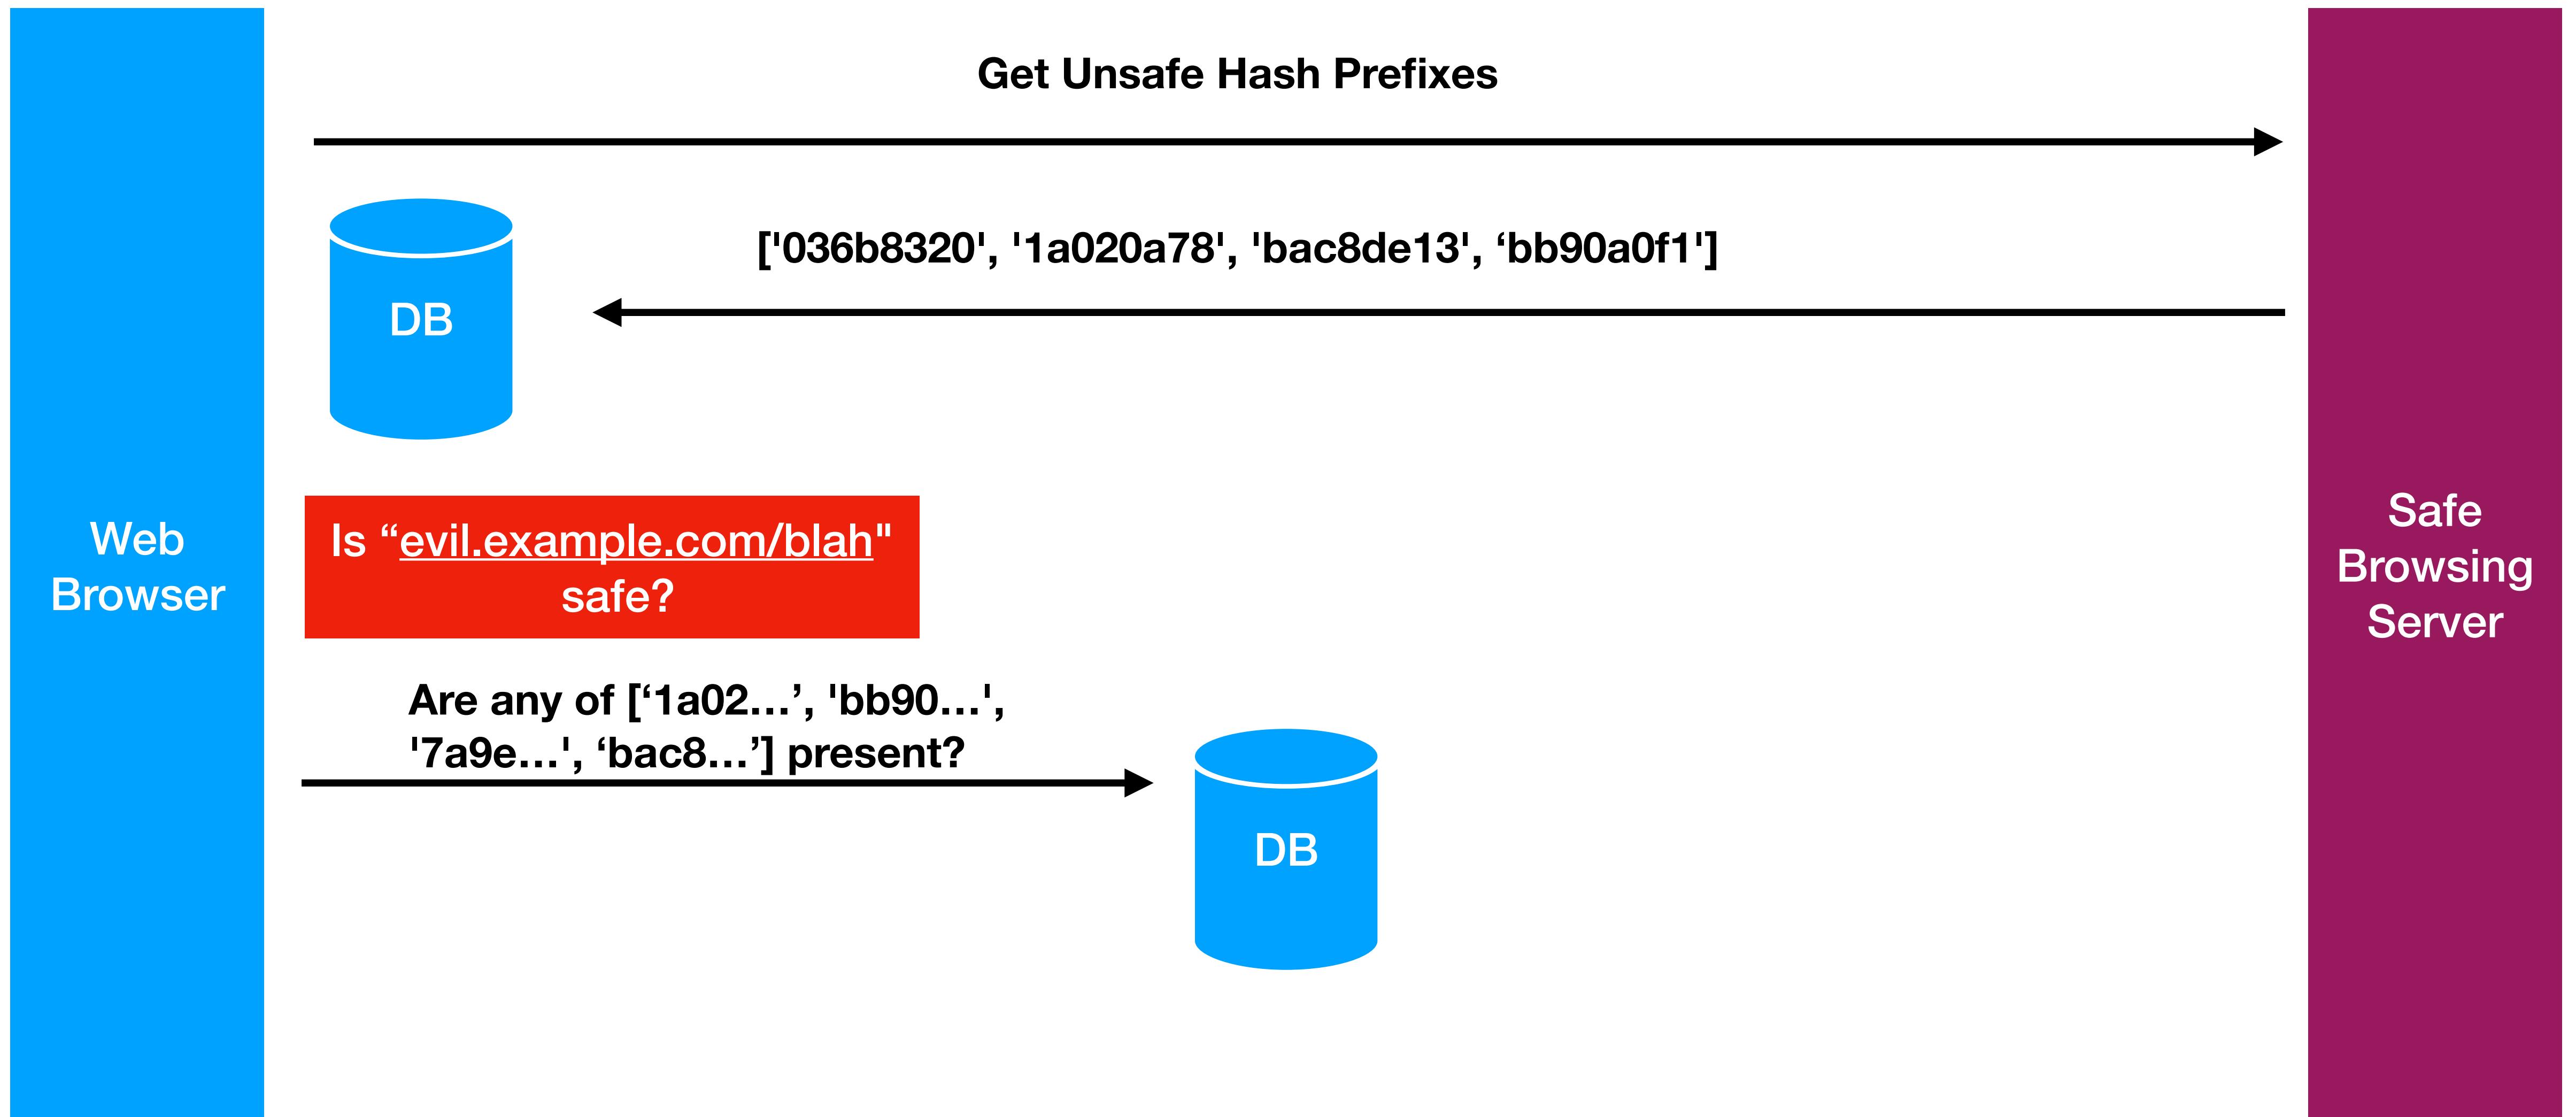 Get Unsafe Hash Prefixes
['036b8320', '1a020a78', 'bac8de13', ‘bb90a0f1']
DB
Web
Browser
Is “evil.example.com/blah"
safe?
Safe
Browsing
Server
Are any of [‘1a02…’, 'bb90…',
'7a9e…', ‘bac8…’] present?
DB